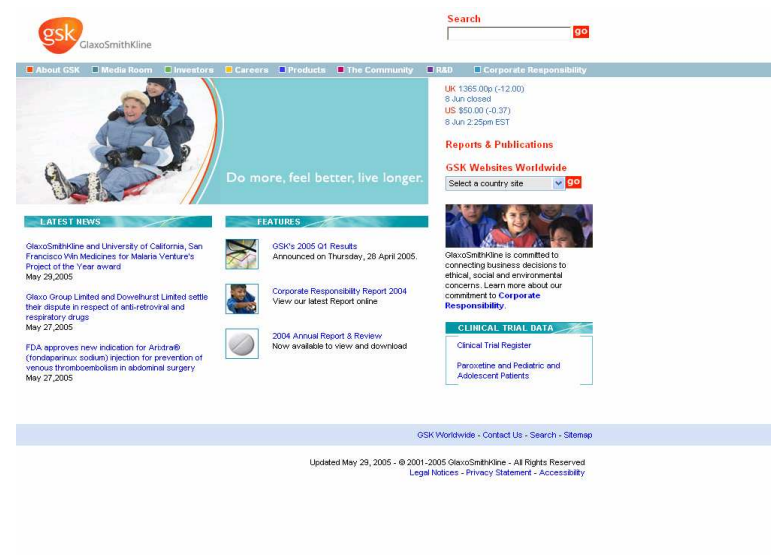 gsk
GlaxoSmithKline
Search
go
About GSK
Media Room
Investors
Careers
Products
The Community
R&D
Corporate Responsibility
Do more, feel better, live longer.
UK 1365.00p (-12.00)
8 Jun closed
US $50.00 (-0.37)
8 Jun 2:25pm EST
Reports & Publications
GSK Websites Worldwide
Select a country site
go
LATEST NEWS
GlaxoSmithKline and University of California, San
Francisco Win Medicines for Malaria Venture's
Project of the Year award
May 29,2005
Glaxo Group Limited and Dowelhurst Limited settle
their dispute in respect of anti-retroviral and
respiratory drugs
May 27,2005
FDA approves new indication for Arixtra®
(fondaparinux sodium) injection for prevention of
venous thromboembolism in abdominal surgery
May 27,2005
FEATURES
GSK's 2005 Q1 Results
Announced on Thursday, 28 April 2005.
Corporate Responsibility Report 2004
View our latest Report online
2004 Annual Report & Review
Now available to view and download
GlaxoSmithKline is committed to
connecting business decisions to
ethical, social and environmental
concerns. Learn more about our
commitment to Corporate
Responsibility.
CLINICAL TRIAL DATA
Clinical Trial Register
Paroxetine and Pediatric and
Adolescent Patients
GSK Worldwide - Contact Us - Search - Sitemap
Updated May 29, 2005 - © 2001-2005 GlaxoSmithKline - All Rights Reserved
Legal Notices - Privacy Statement - Accessibility